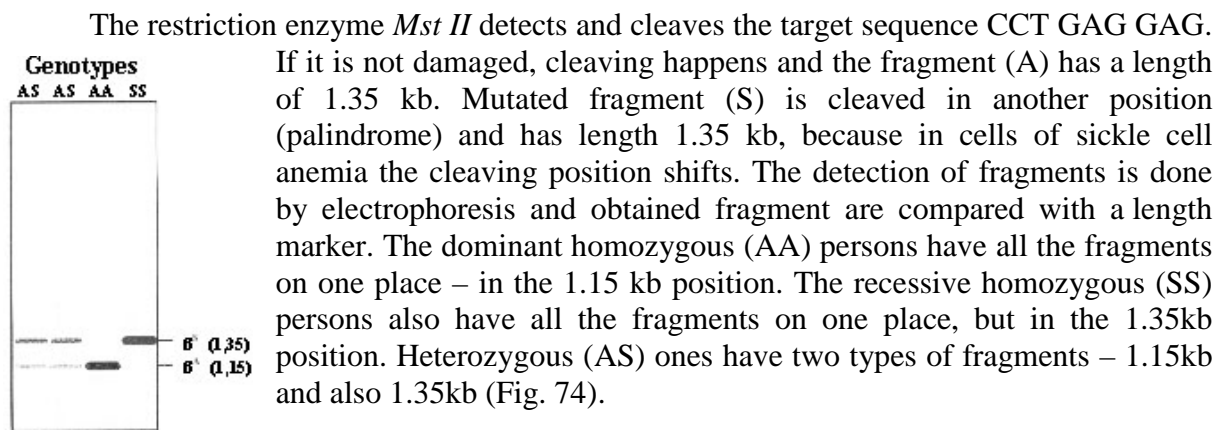 The restriction enzyme Mst II detects and cleaves the target sequence CCT GAG GAG.
If it is not damaged, cleaving happens and the fragment (A) has a length
of 1.35 kb. Mutated fragment (S) is cleaved in another position
(palindrome) and has length 1.35 kb, because in cells of sickle cell
anemia the cleaving position shifts. The detection of fragments is done
by electrophoresis and obtained fragment are compared with a length
marker. The dominant homozygous (AA) persons have all the fragments
on one place – in the 1.15 kb position. The recessive homozygous (SS)
persons also have all the fragments on one place, but in the 1.35kb
position. Heterozygous (AS) ones have two types of fragments – 1.15kb
and also 1.35kb (Fig. 74).
Genotypes
AS AS AA SS
(1,35)
(1,15)